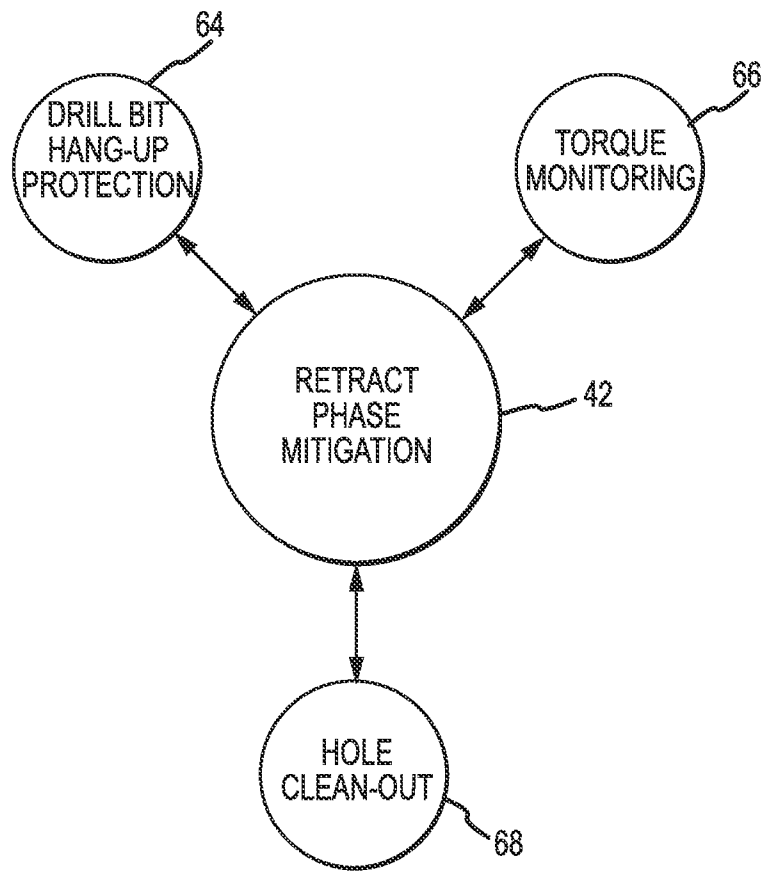 64
DRILL BIT
HANG-UP
PROTECTION
66
TORQUE
MONITORING
RETRACT
PHASE
MITIGATION
42
HOLE
CLEAN-OUT
68